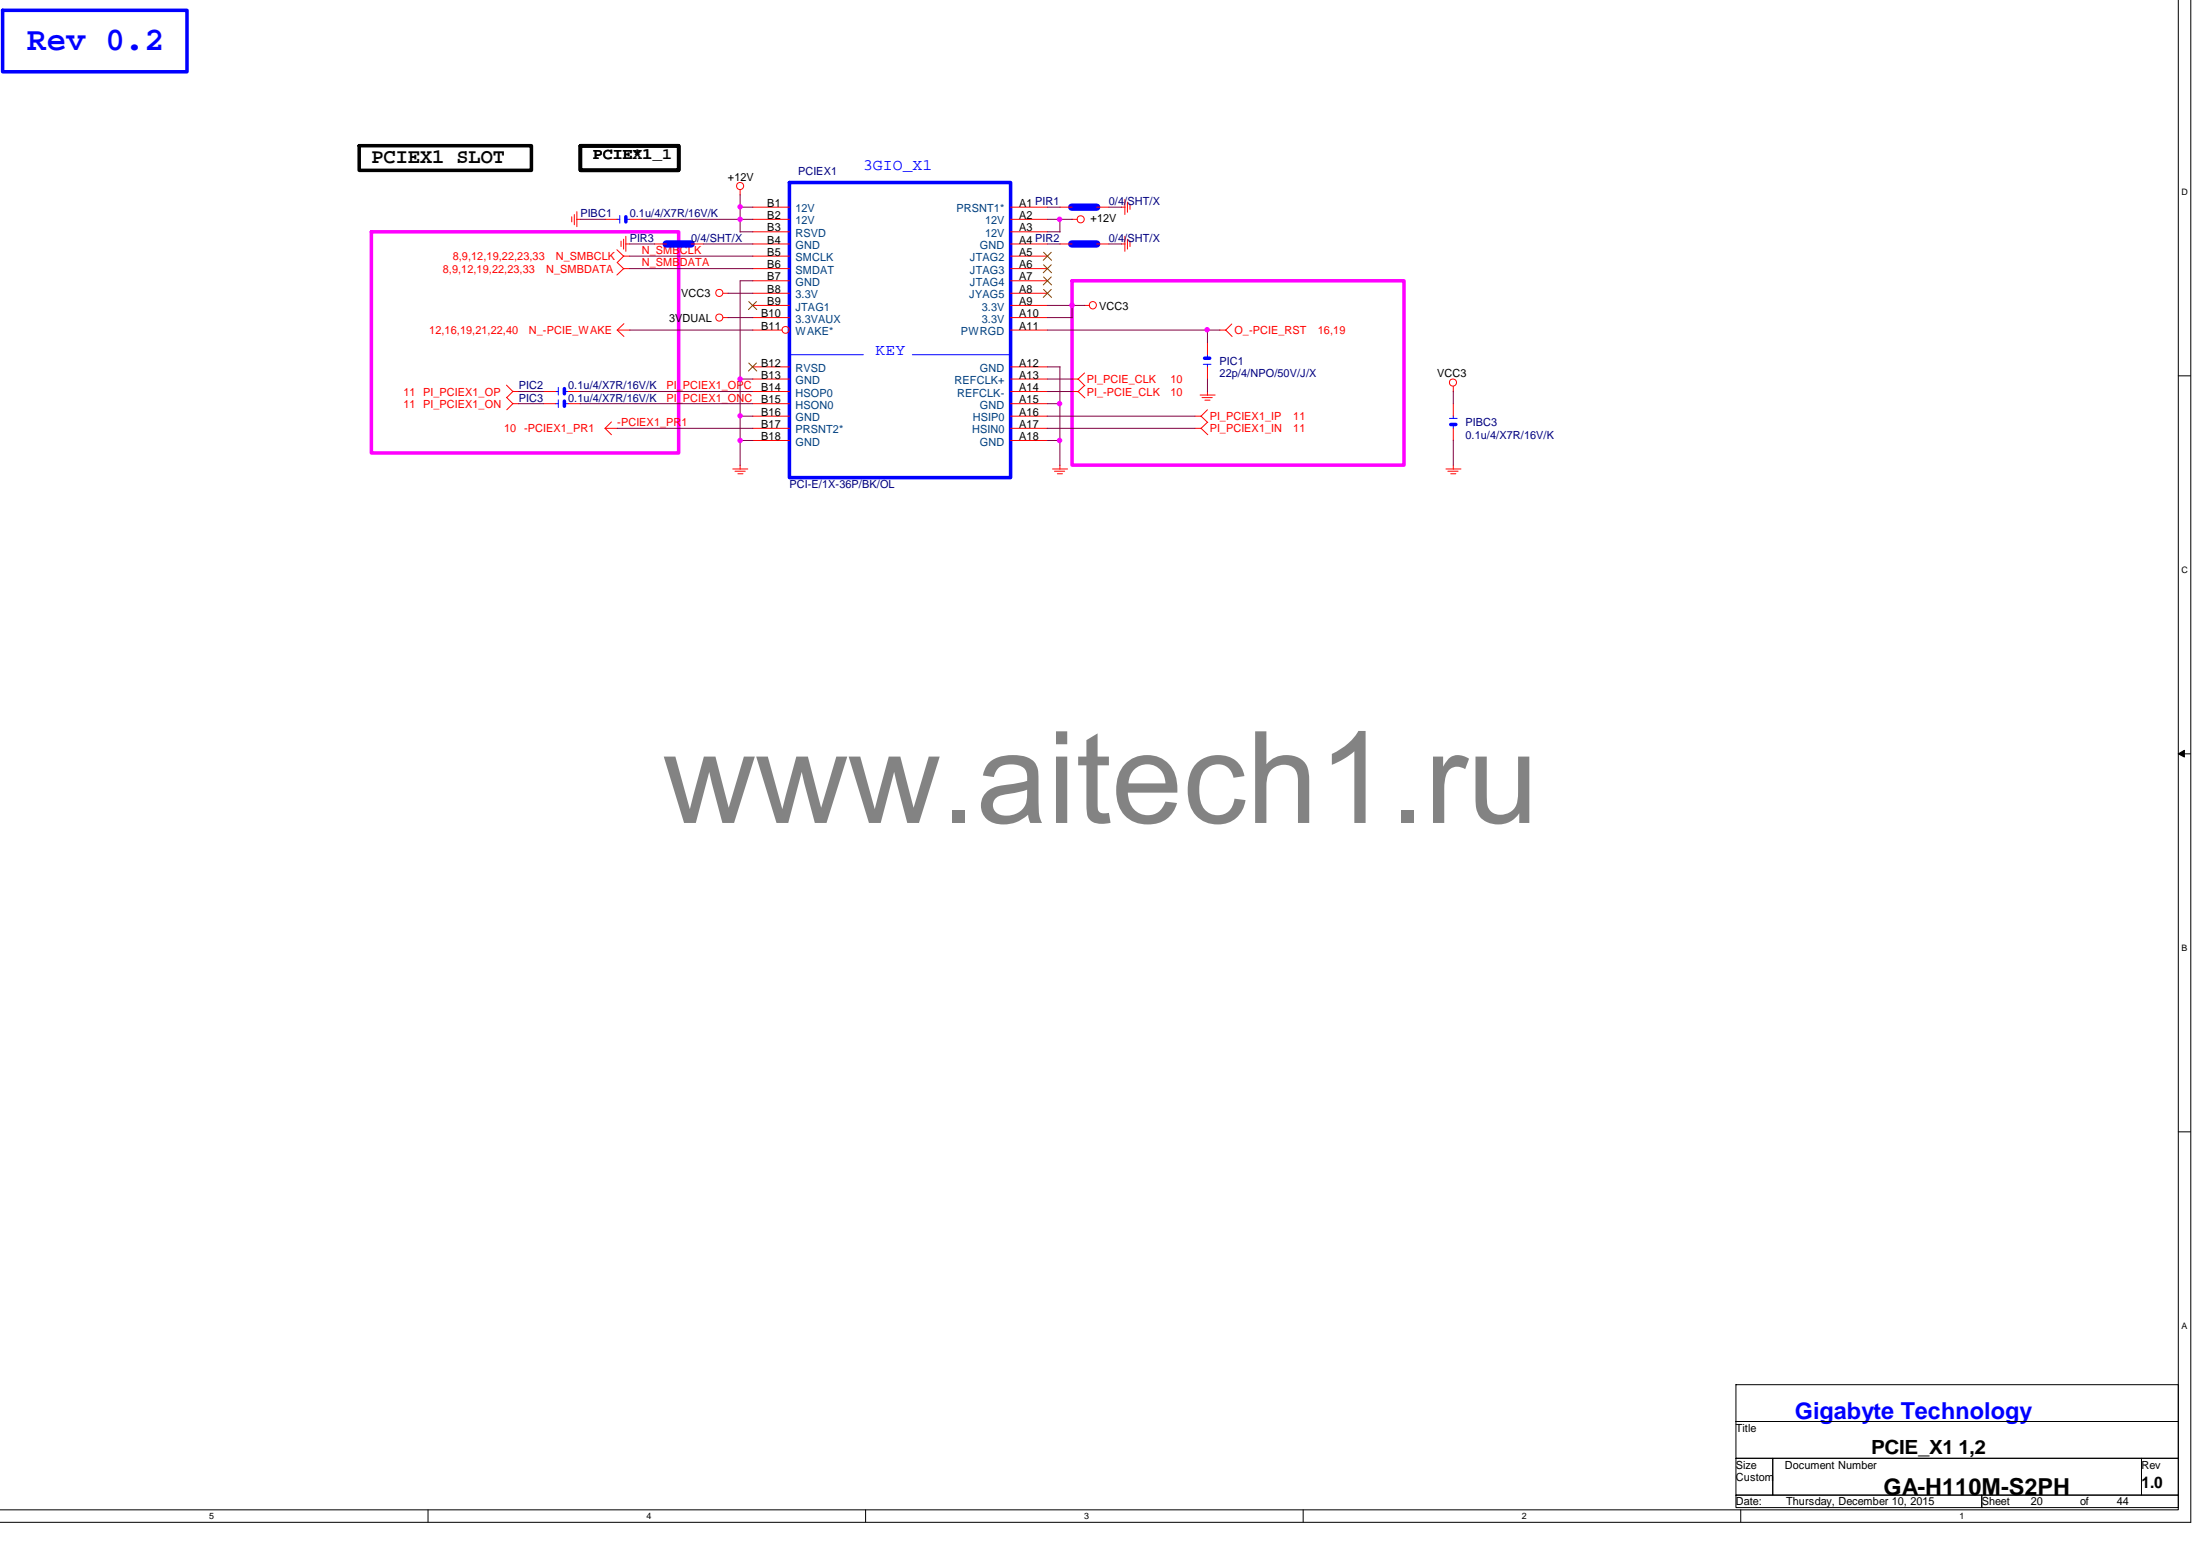 Rev 0.2
PCIEX1 SLOT
PCIEX1_1
PCIEX1
3GIO_X1
+12V
PIBC1 0.1u/4/X7R/16V/K
PIR3 0/4/SHT/X
8,9,12,19,22,23,33 N_SMBCLK
N_SMBCLK
8,9,12,19,22,23,33 N_SMBDATA
N_SMBDATA
VCC3
3VDUAL
12,16,19,21,22,40 N_-PCIE_WAKE
11 PI_PCIEX1_OP
PIC2 0.1u/4/X7R/16V/K PI_PCIEX1_OPC
11 PI_PCIEX1_ON
PIC3 0.1u/4/X7R/16V/K PI_PCIEX1_ONC
10 -PCIEX1_PR1
-PCIEX1_PR1
B1 12V
B2 12V
B3 RSVD
B4 GND
B5 SMCLK
B6 SMDAT
B7 GND
B8 3.3V
B9 JTAG1
B10 3.3VAUX
B11 WAKE*
KEY
B12 RVSD
B13 GND
B14 HSOP0
B15 HSON0
B16 GND
B17 PRSNT2*
B18 GND
PRSNT1* A1
12V A2
12V A3
GND A4
JTAG2 A5
JTAG3 A6
JTAG4 A7
JYAG5 A8
3.3V A9
3.3V A10
PWRGD A11
GND A12
REFCLK+ A13
REFCLK- A14
GND A15
HSIP0 A16
HSIN0 A17
GND A18
PCI-E/1X-36P/BK/OL
PIR1 0/4/SHT/X
+12V
PIR2 0/4/SHT/X
VCC3
O_-PCIE_RST 16,19
PIC1
22p/4/NPO/50V/J/X
PI_PCIE_CLK 10
PI_-PCIE_CLK 10
PI_PCIEX1_IP 11
PI_PCIEX1_IN 11
VCC3
PIBC3
0.1u/4/X7R/16V/K
D
C
B
A
www.aitech1.ru
Gigabyte Technology
Title
PCIE_X1 1,2
Size
Custom
Document Number
GA-H110M-S2PH
Rev
1.0
Date: Thursday, December 10, 2015 Sheet 20 of 44
5 4 3 2 1